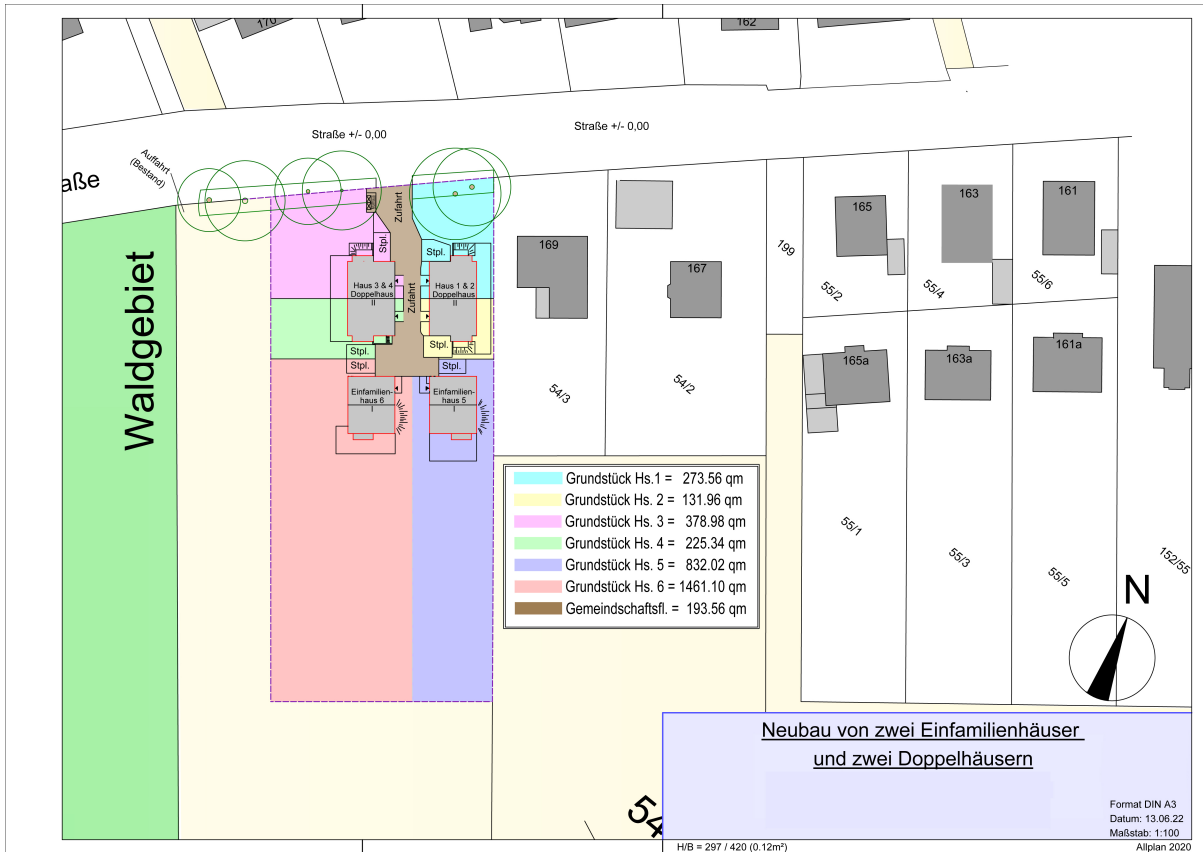 170
162
Straße +/- 0,00
Straße +/- 0,00
Auffahrt
(Bestand)
aße
Zufahrt
Stpl.
Stpl.
Haus 3 & 4
Doppelhaus
II
Zufahrt
Haus 1 & 2
Doppelhaus
II
Stpl.
Stpl.
Stpl.
Stpl.
Einfamilien-
haus 6
I
Einfamilien-
haus 5
I
Waldgebiet
169
167
54/3
54/2
199
165
163
161
55/2
55/4
55/6
165a
163a
161a
55/1
55/3
55/5
152/55
Grundstück Hs.1 = 273.56 qm
Grundstück Hs. 2 = 131.96 qm
Grundstück Hs. 3 = 378.98 qm
Grundstück Hs. 4 = 225.34 qm
Grundstück Hs. 5 = 832.02 qm
Grundstück Hs. 6 = 1461.10 qm
Gemeindschaftsfl. = 193.56 qm
N
54
Neubau von zwei Einfamilienhäuser
und zwei Doppelhäusern
Format DIN A3
Datum: 13.06.22
Maßstab: 1:100
H/B = 297 / 420 (0.12m²)
Allplan 2020